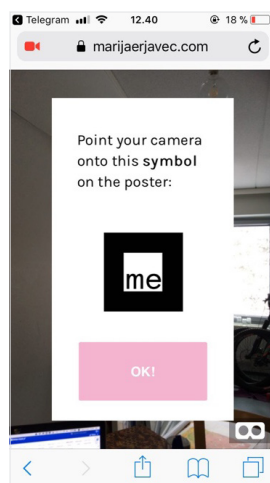 Telegram 12.40 18 %
marijaerjavec.com
Point your camera
onto this symbol
on the poster:
me
OK!